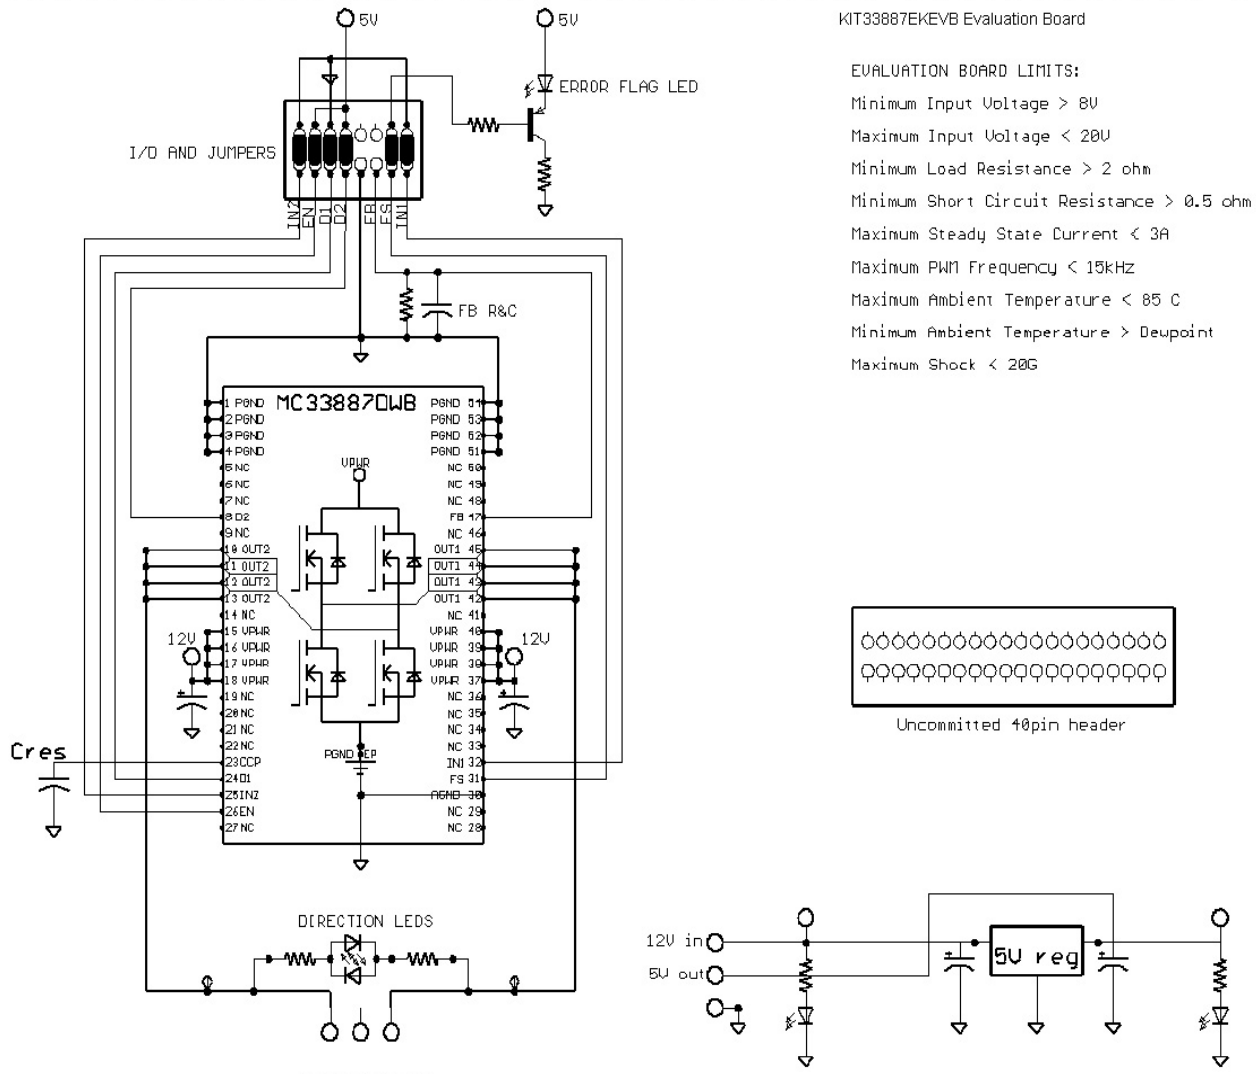 5V
5V
KIT33887EKEVB Evaluation Board
EVALUATION BOARD LIMITS:
Minimum Input Voltage > 8V
Maximum Input Voltage < 20V
Minimum Load Resistance > 2 ohm
Minimum Short Circuit Resistance > 0.5 ohm
Maximum Steady State Current < 3A
Maximum PWM Frequency < 15kHz
Maximum Ambient Temperature < 85 C
Minimum Ambient Temperature > Dewpoint
Maximum Shock < 20G
ERROR FLAG LED
I/O AND JUMPERS
IN2
EN
D1
D2
FB
FS
IN1
FB R&C
MC33887DWB
1 PGND
2 PGND
3 PGND
4 PGND
5 NC
6 NC
7 NC
8 D2
9 NC
10 OUT2
11 OUT2
12 OUT2
13 OUT2
14 NC
15 VPWR
16 VPWR
17 VPWR
18 VPWR
19 NC
20 NC
21 NC
22 NC
23 CCP
24 D1
25 IN2
26 EN
27 NC
PGND 54
PGND 53
PGND 52
PGND 51
NC 50
NC 49
NC 48
FB 47
NC 46
OUT1 45
OUT1 44
OUT1 43
OUT1 42
NC 41
VPWR 40
VPWR 39
VPWR 38
VPWR 37
NC 36
NC 35
NC 34
NC 33
IN1 32
FS 31
AGND 30
NC 29
NC 28
VPWR
PGND EP
12V
+
12V
+
Cres
Uncommitted 40pin header
DIRECTION LEDS
12V in
5V out
+
5V reg
+